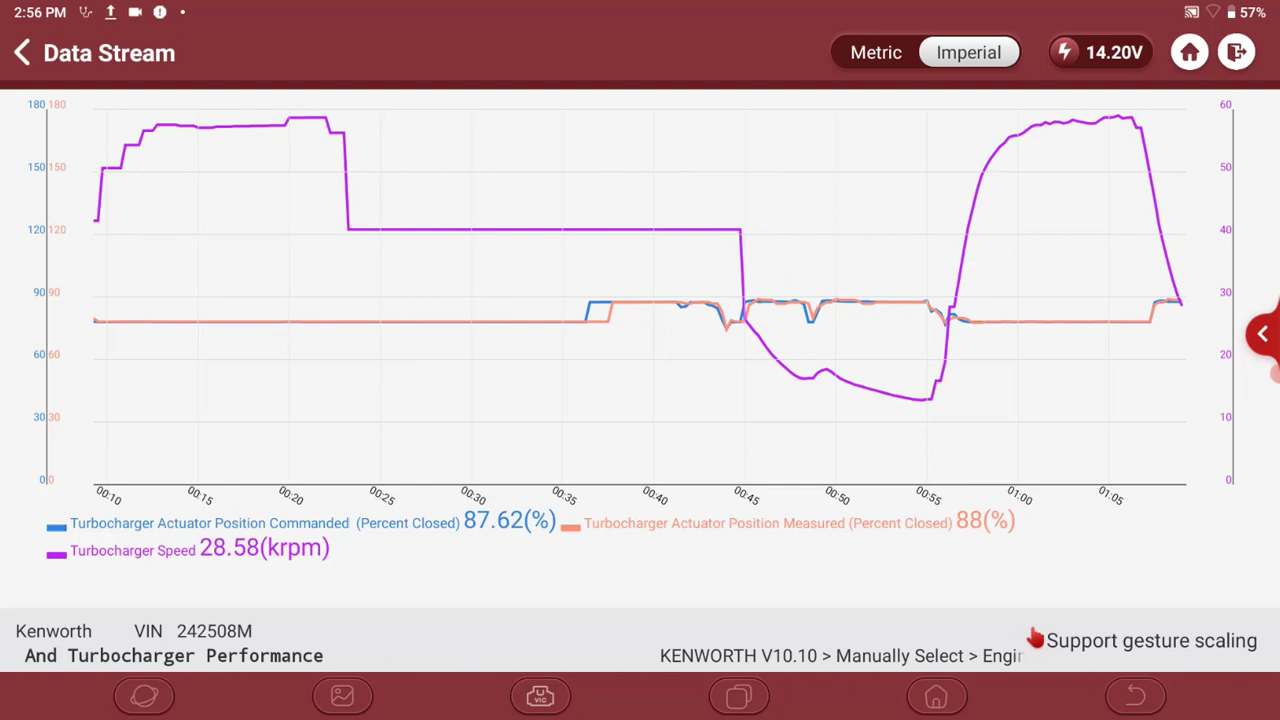 2:56 PM 57%
Data Stream Metric Imperial 14.20V
180 180 60
150 150 50
120 120 40
90 90 30
60 60 20
30 30 10
0 0 0
00:10 00:15 00:20 00:25 00:30 00:35 00:40 00:45 00:50 00:55 01:00 01:05
Turbocharger Actuator Position Commanded (Percent Closed) 87.62(%) Turbocharger Actuator Position Measured (Percent Closed) 88(%)
Turbocharger Speed 28.58(krpm)
Kenworth VIN 242508M
Support gesture scaling
And Turbocharger Performance KENWORTH V10.10 > Manually Select > Engin
VIC